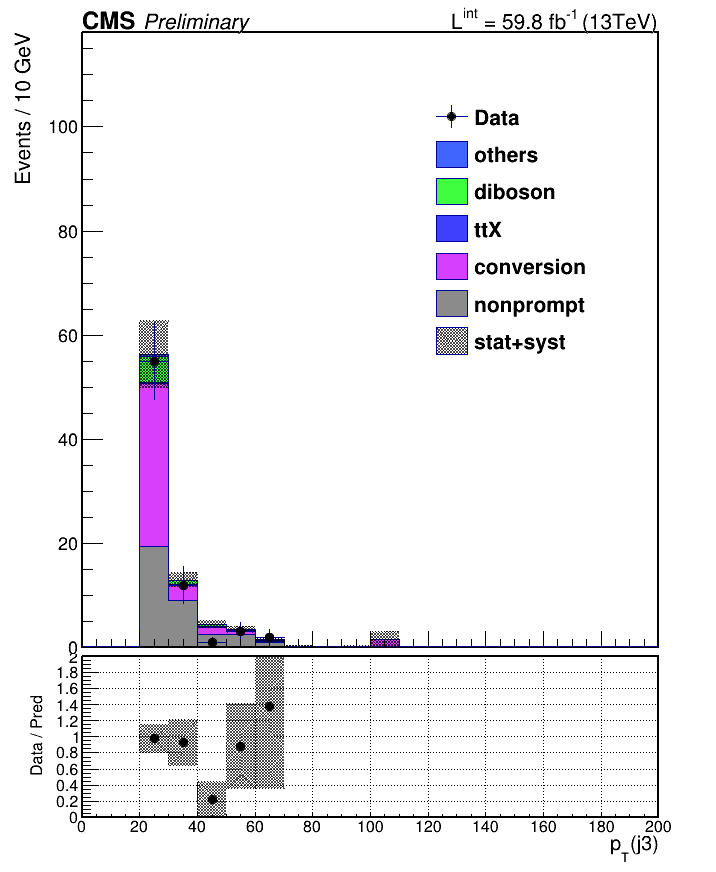 CMS Preliminary L^int = 59.8 fb^-1 (13TeV)
Events / 10 GeV
100
80
60
40
20
0
Data
others
diboson
ttX
conversion
nonprompt
stat+syst
Data / Pred
2
1.8
1.6
1.4
1.2
1
0.8
0.6
0.4
0.2
0
0 20 40 60 80 100 120 140 160 180 200
p_T(j3)